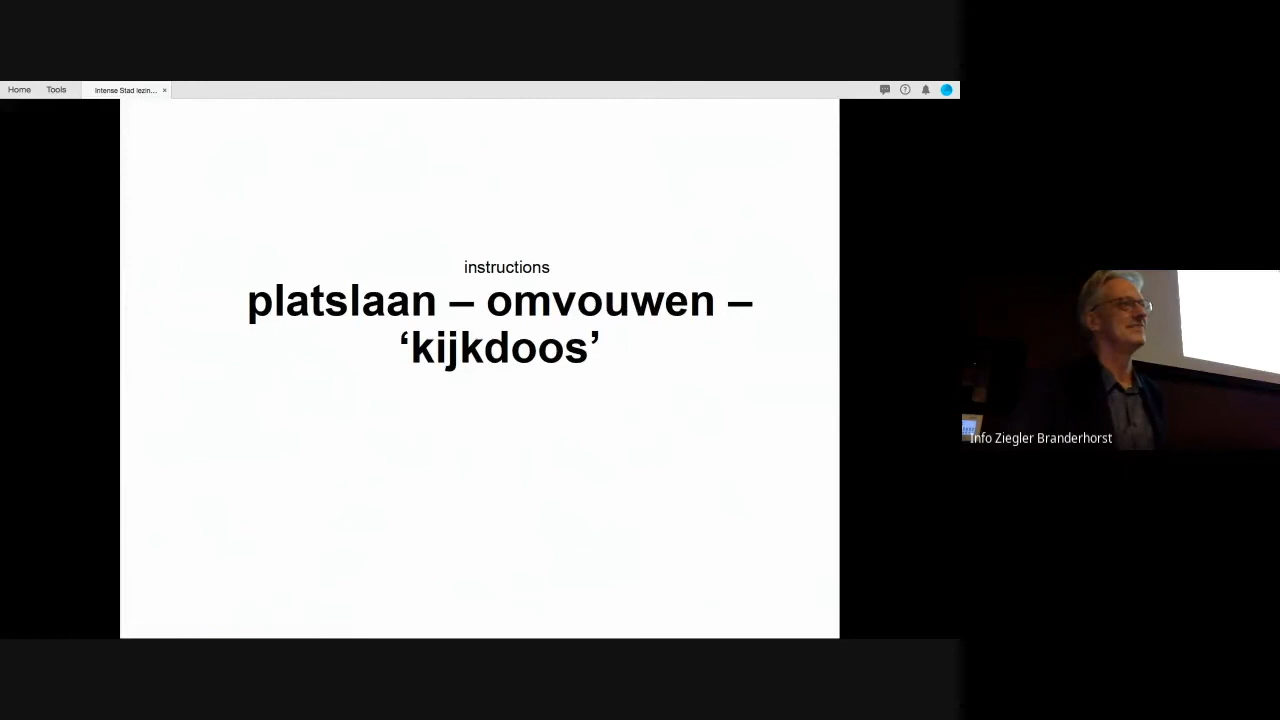 Home Tools Intense Stad lezin... ×
instructions
platslaan – omvouwen –
‘kijkdoos’
Info Ziegler Branderhorst